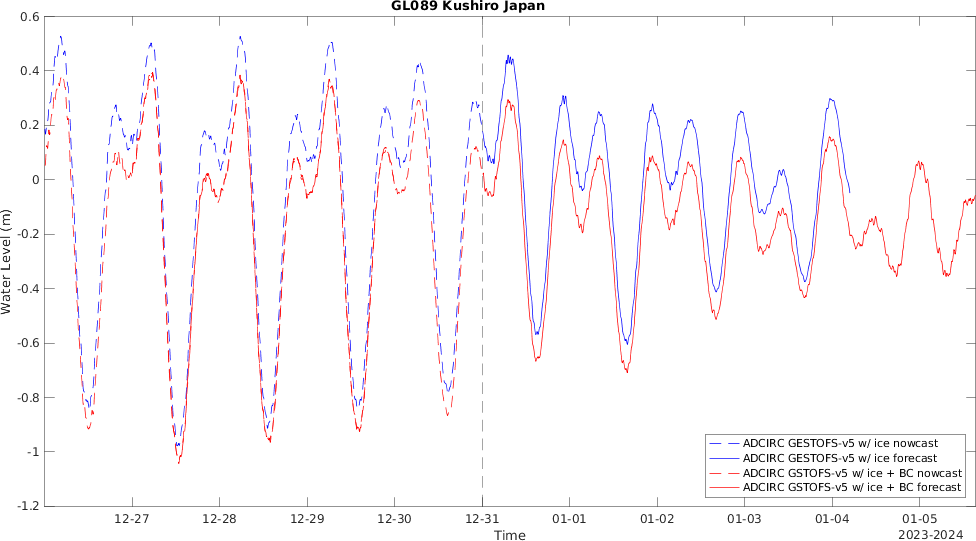 GL089 Kushiro Japan
0.6
0.4
0.2
0
-0.2
-0.4
-0.6
-0.8
-1
-1.2
Water Level (m)
12-27 12-28 12-29 12-30 12-31 01-01 01-02 01-03 01-04 01-05
Time
2023-2024
ADCIRC GESTOFS-v5 w/ ice nowcast
ADCIRC GESTOFS-v5 w/ ice forecast
ADCIRC GSTOFS-v5 w/ ice + BC nowcast
ADCIRC GSTOFS-v5 w/ ice + BC forecast